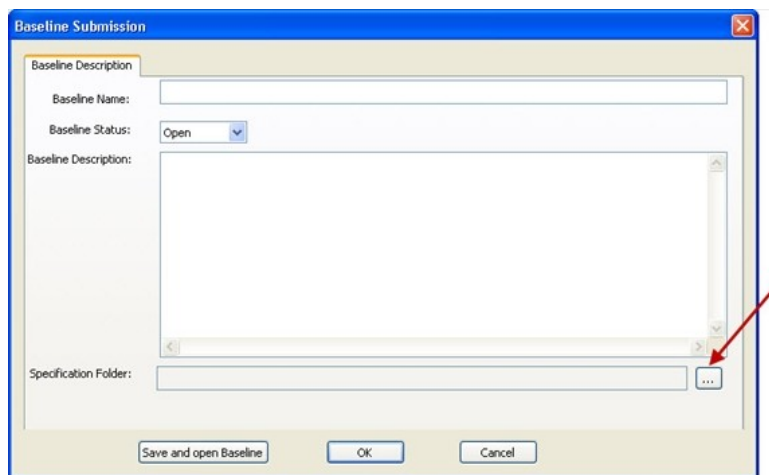 Baseline Submission
Baseline Description
Baseline Name:
Baseline Status:
Open
Baseline Description:
Specification Folder:
...
Save and open Baseline
OK
Cancel